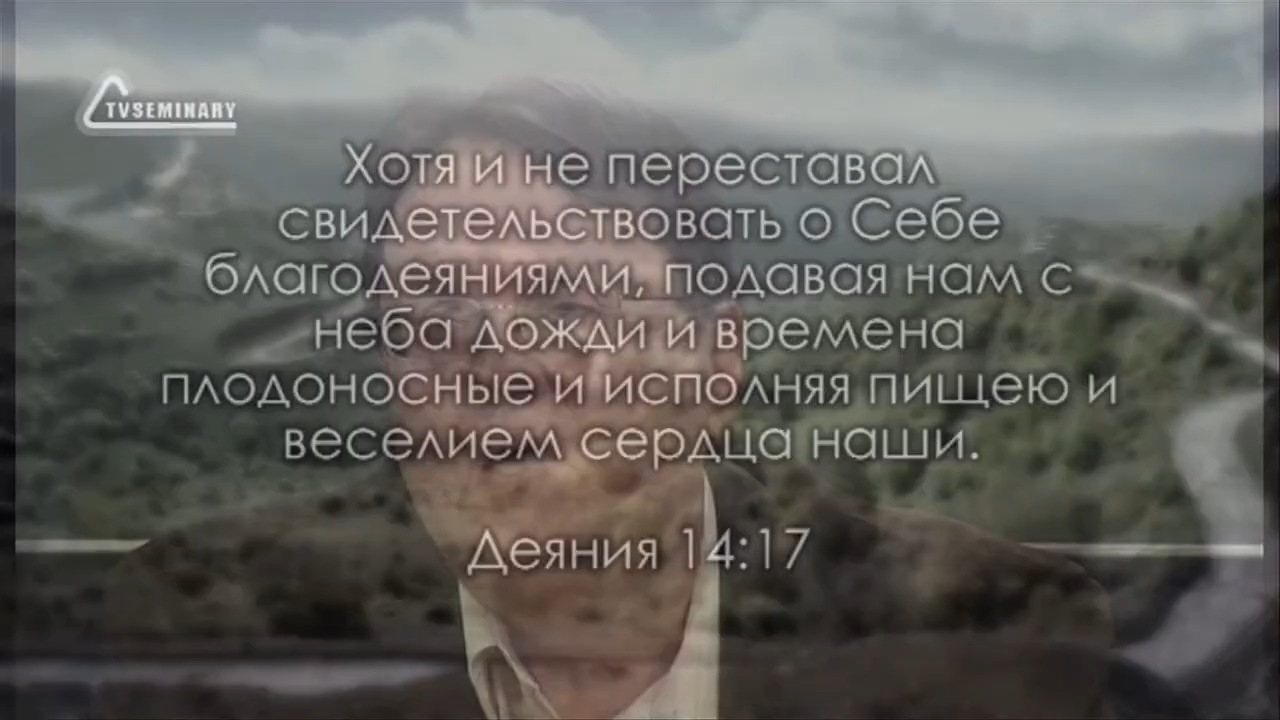 TVSEMINARY
Хотя и не переставал
свидетельствовать о Себе
благодеяниями, подавая нам с
неба дожди и времена
плодоносные и исполняя пищею и
веселием сердца наши.
Деяния 14:17